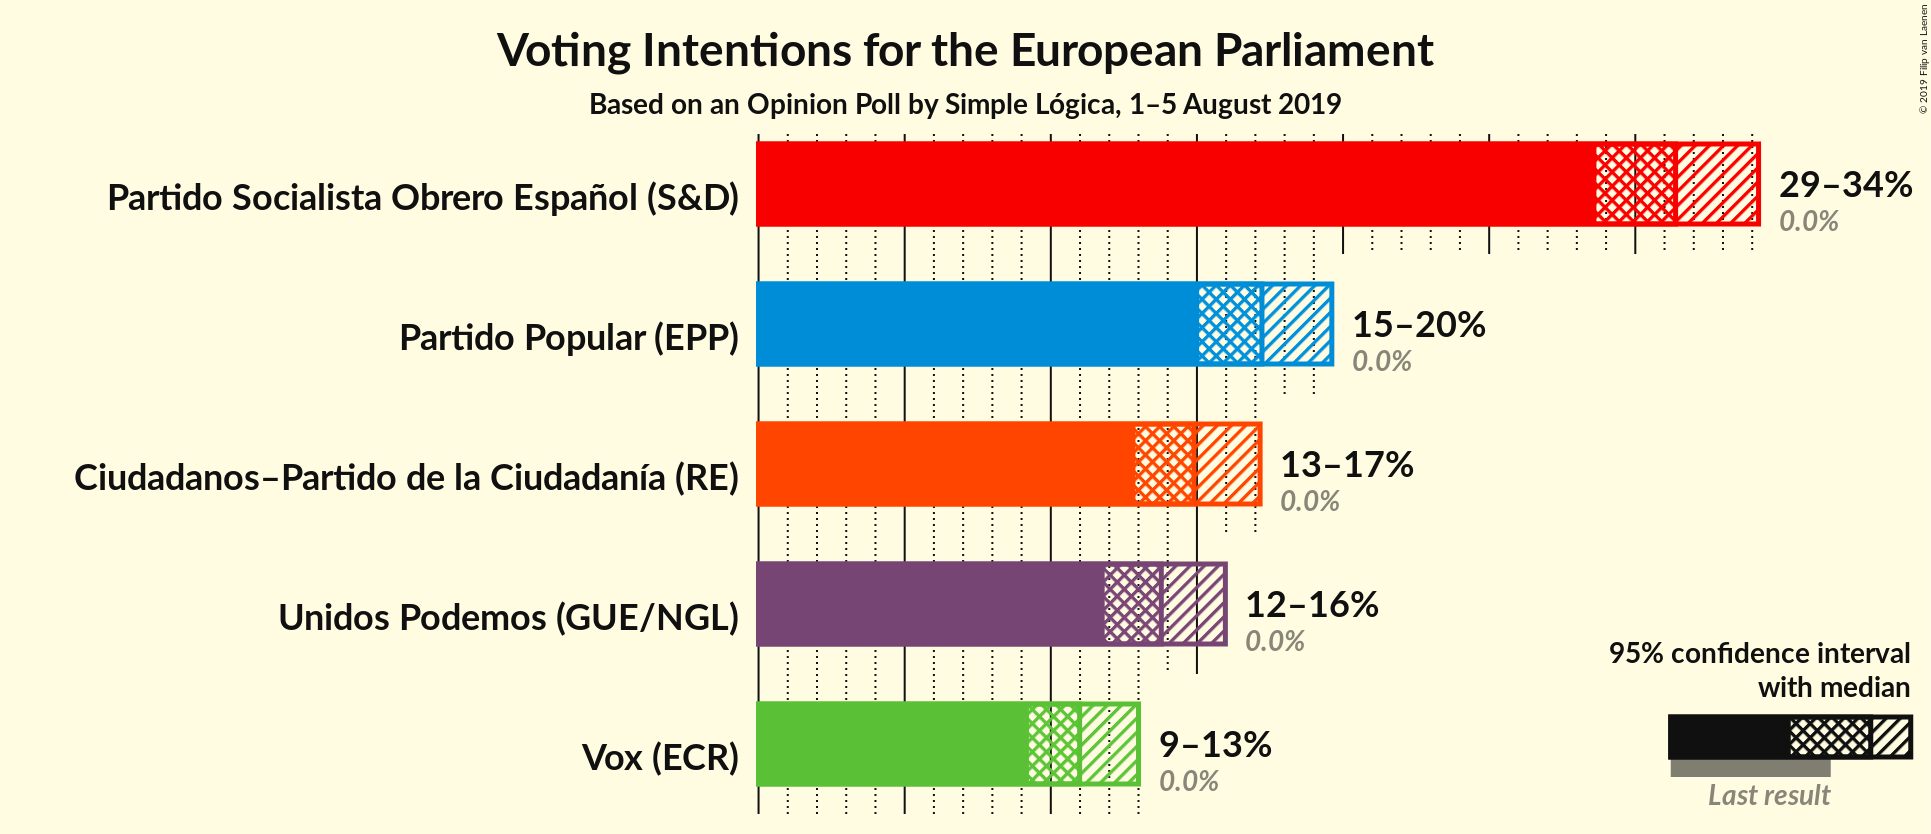 Voting Intentions for the European Parliament
Based on an Opinion Poll by Simple Lógica, 1–5 August 2019
© 2019 Filip van Laenen
Partido Socialista Obrero Español (S&D)
29–34%
0.0%
Partido Popular (EPP)
15–20%
0.0%
Ciudadanos–Partido de la Ciudadanía (RE)
13–17%
0.0%
Unidos Podemos (GUE/NGL)
12–16%
0.0%
Vox (ECR)
9–13%
0.0%
95% confidence interval
with median
Last result